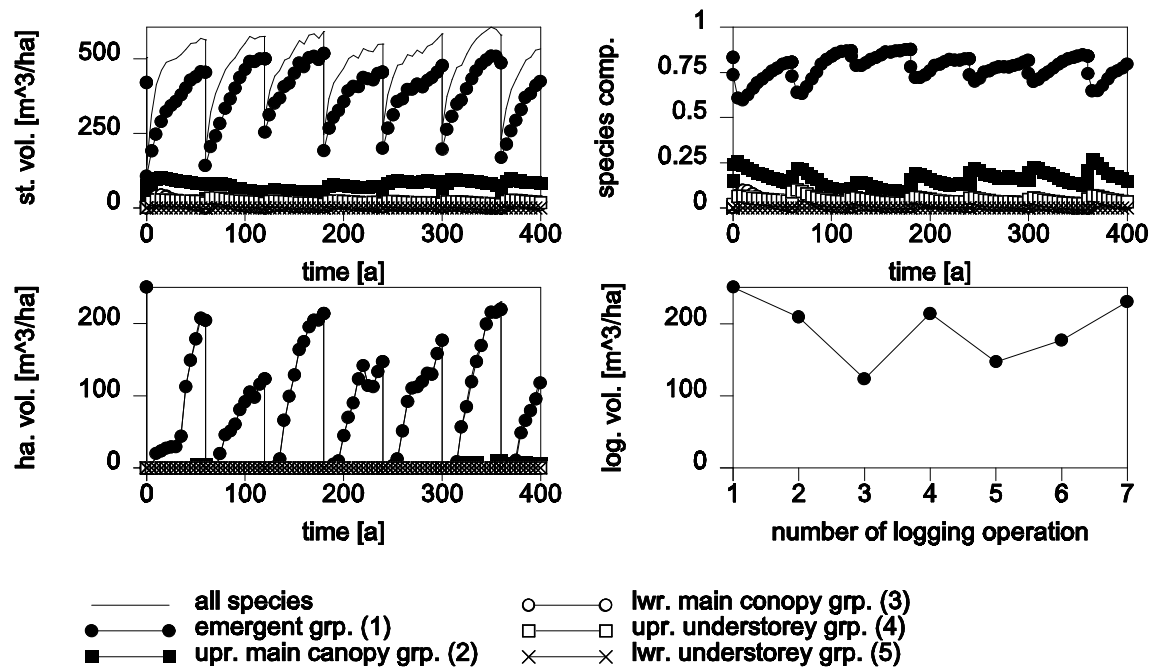 st. vol. [m^3/ha]
500
250
0
0 100 200 300 400
time [a]
species comp.
1
0.75
0.5
0.25
0
0 100 200 300 400
time [a]
ha. vol. [m^3/ha]
200
100
0
0 100 200 300 400
time [a]
log. vol. [m^3/ha]
200
100
0
1 2 3 4 5 6 7
number of logging operation
all species
emergent grp. (1)
upr. main canopy grp. (2)
lwr. main conopy grp. (3)
upr. understorey grp. (4)
lwr. understorey grp. (5)